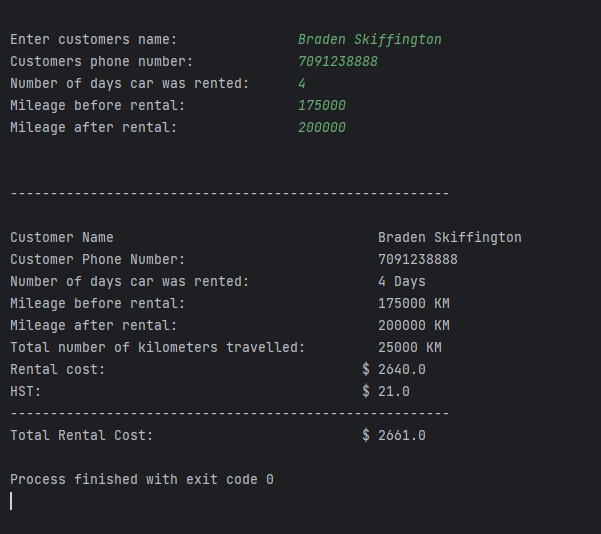 Enter customers name: Braden Skiffington
Customers phone number: 7091238888
Number of days car was rented: 4
Mileage before rental: 175000
Mileage after rental: 200000
-------------------------------------------------------
Customer Name Braden Skiffington
Customer Phone Number: 7091238888
Number of days car was rented: 4 Days
Mileage before rental: 175000 KM
Mileage after rental: 200000 KM
Total number of kilometers travelled: 25000 KM
Rental cost: $ 2640.0
HST: $ 21.0
-------------------------------------------------------
Total Rental Cost: $ 2661.0
Process finished with exit code 0